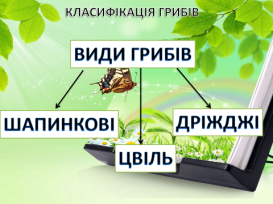 КЛАСИФІКАЦІЯ ГРИБІВ
ВИДИ ГРИБІВ
ШАПИНКОВІ
ЦВІЛЬ
ДРІЖДЖІ